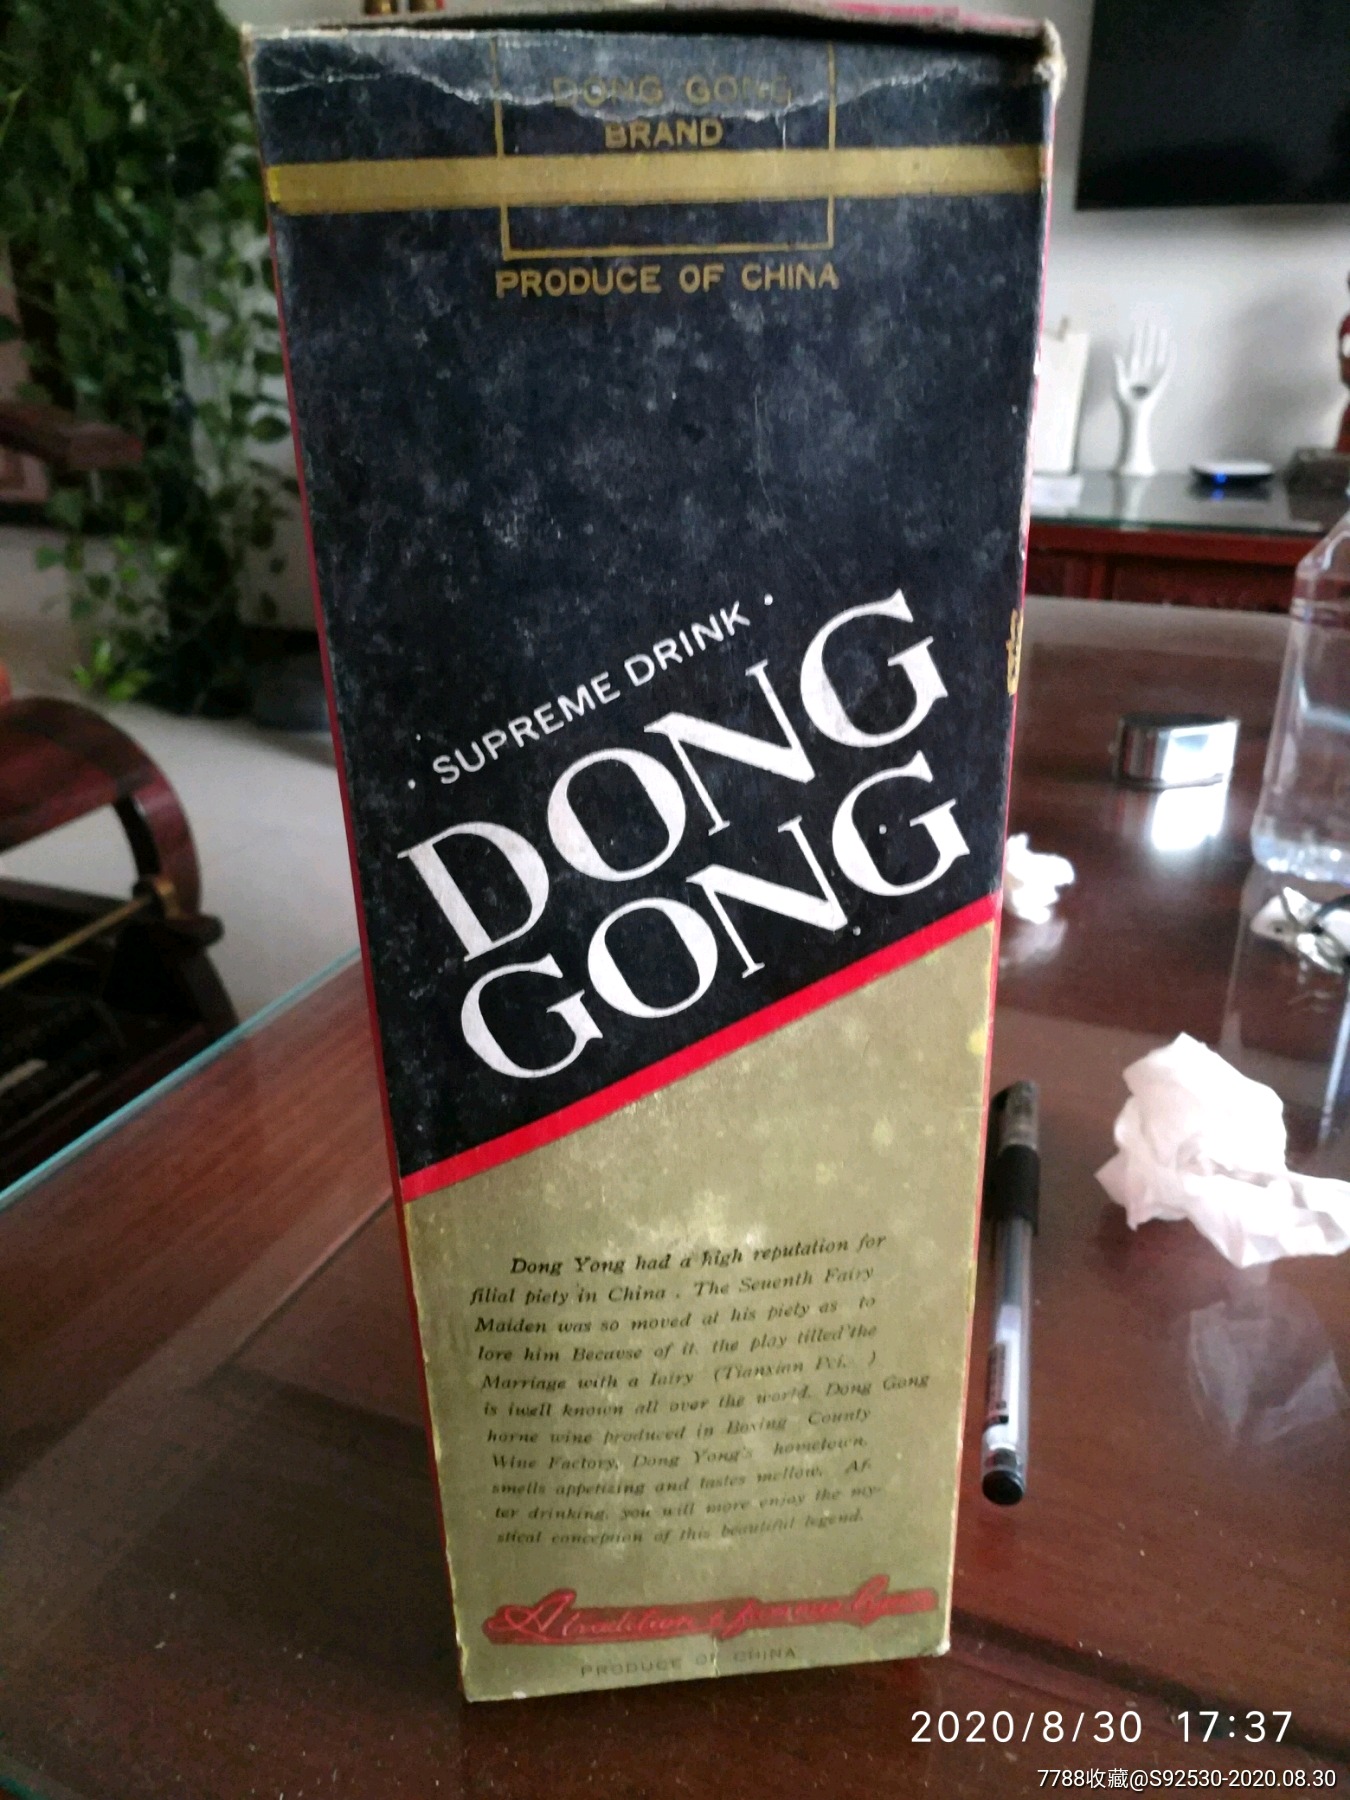 DONG GONG
BRAND
PRODUCE OF CHINA
· SUPREME DRINK ·
DONG
GONG
Dong Yong had a high reputation for
filial piety in China . The Seuenth Fairy
Maiden was so moved at his piety as to
lore him Because of it. the play tilled the
Marriage with a lairy (Tianxian )
is iwell known all over the world. Dong Gong
horne wine produced in Boxing County
Wine Factory, Dong Yong's hometown,
smells appetizing and tastes mellow. Af-
ter drinking, you will more enjoy the my-
stical conception of this beautiful legend.
A tradition & famous
PRODUCE OF CHINA
2020/8/30 17:37
7788收藏@S92530-2020.08.30